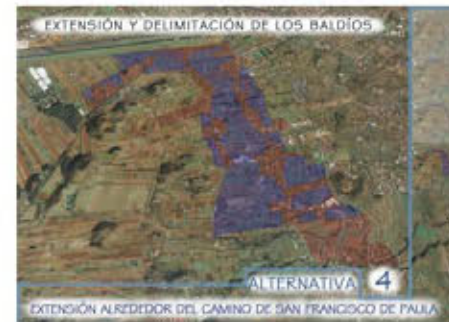 EXTENSIÓN Y DELIMITACIÓN DE LOS BALDÍOS
ALTERNATIVA 4
EXTENSIÓN ALREDEDOR DEL CAMINO DE SAN FRANCISCO DE PAULA